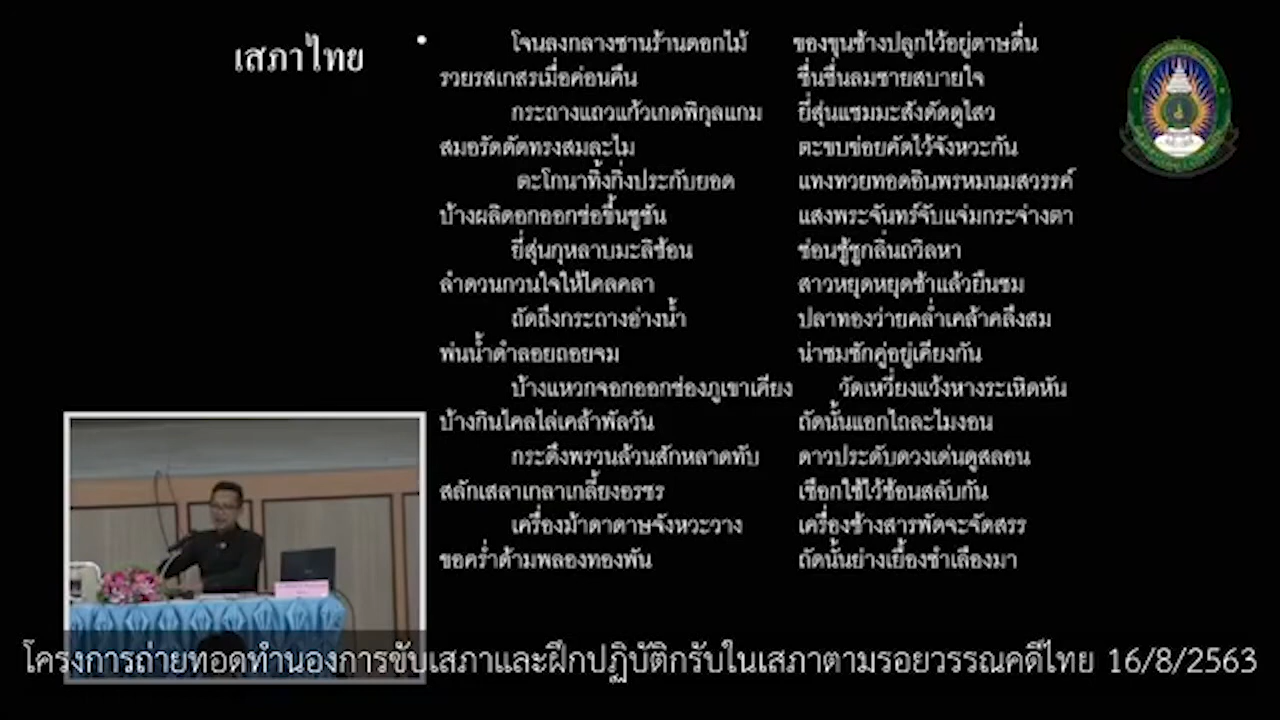 เสภาไทย
• โจนลงกลางชานร้านดอกไม้ ของขุนช้างปลูกไว้อยู่ดาษดื่น
รวยรสเกสรเมื่อค่อนคืน ชื่นชื่นลมชายสบายใจ
กระถางแถวแก้วเกดพิกุลแกม ยี่สุ่นแซมมะสังดัดดูไสว
สมอรัดดัดทรงสมละไม ตะขบข่อยคัดไว้จังหวะกัน
ตะโกนาทิ้งกิ่งประกับยอด แทงทวยทอดอินพรหมนมสวรรค์
บ้างผลิดอกออกช่อขึ้นชูชัน แสงพระจันทร์จับแจ่มกระจ่างตา
ยี่สุ่นกุหลาบมะลิซ้อน ซ่อนชู้ชูกลิ่นถวิลหา
ลำดวนกวนใจให้ไคลคลา สาวหยุดหยุดช้าแล้วยืนชม
ถัดถึงกระถางอ่างน้ำ ปลาทองว่ายคล่ำเคล้าคลึงสม
พ่นน้ำดำลอยถอยจม น่าชมชักคู่อยู่เคียงกัน
บ้างแหวกจอกออกช่องภูเขาเคียง วัดเหวี่ยงแว้งหางระเหิดหัน
บ้างกินไคลไล่เคล้าพัลวัน ถัดนั้นแอกไถละไมงอน
กระดึงพรวนล้วนสักหลาดทับ ดาวประดับดวงเด่นดูสลอน
สลักเสลาเกลาเกลี้ยงอรชร เชือกใช้ไว้ซ้อนสลับกัน
เครื่องม้าดาดาษจังหวะวาง เครื่องช้างสารพัดจะจัดสรร
ขอคร่ำด้ามพลองทองพัน ถัดนั้นย่างเยื้องชำเลืองมา
โครงการถ่ายทอดทำนองการขับเสภาและฝึกปฏิบัติกรับในเสภาตามรอยวรรณคดีไทย 16/8/2563